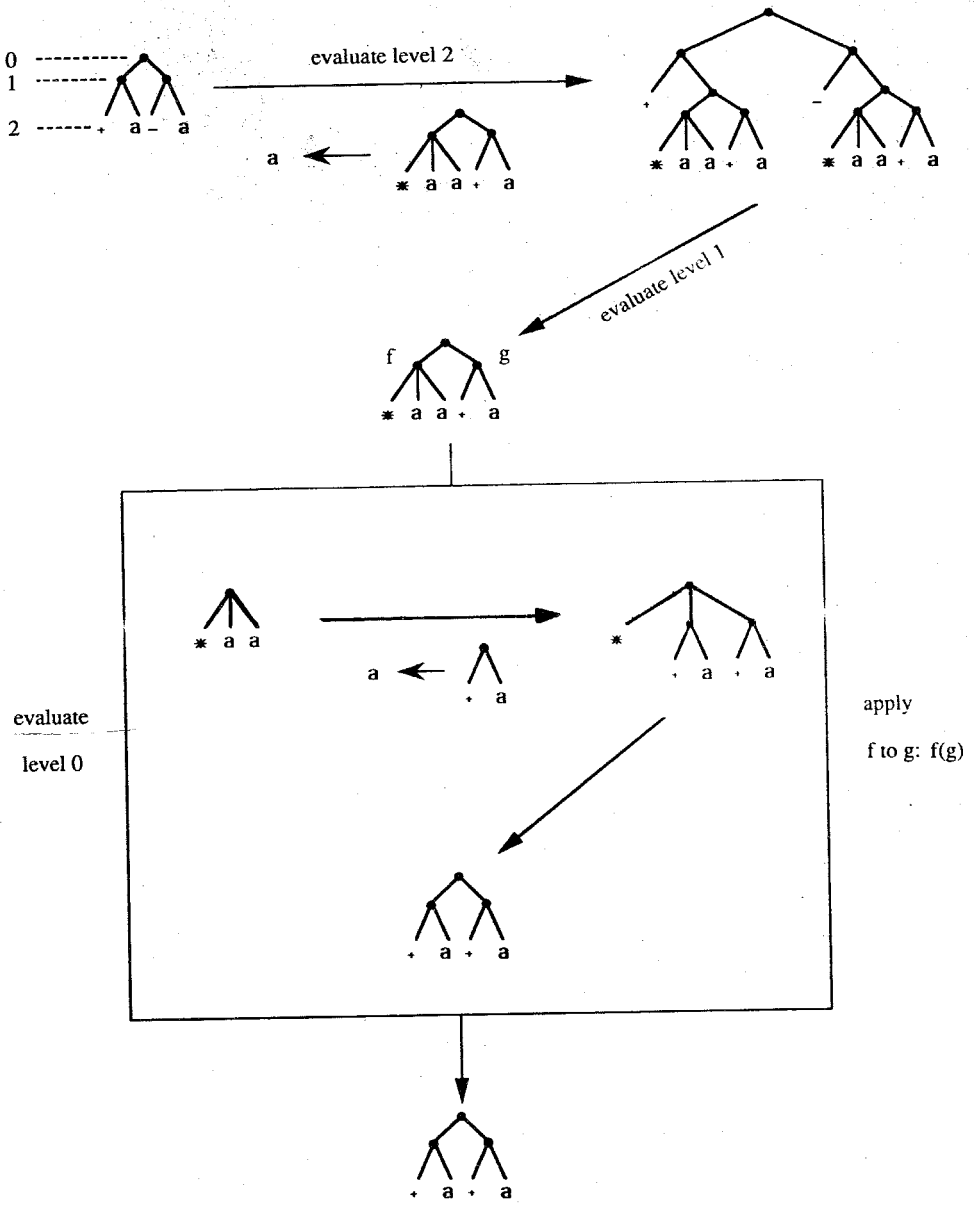 0
evaluate level 2
1
2 + a - a
+
-
a
* a a + a
* a a + a
* a a + a
evaluate level 1
f g
* a a + a
* a a
*
a
+ a
+ a + a
evaluate
level 0
apply
f to g: f(g)
+ a + a
+ a + a